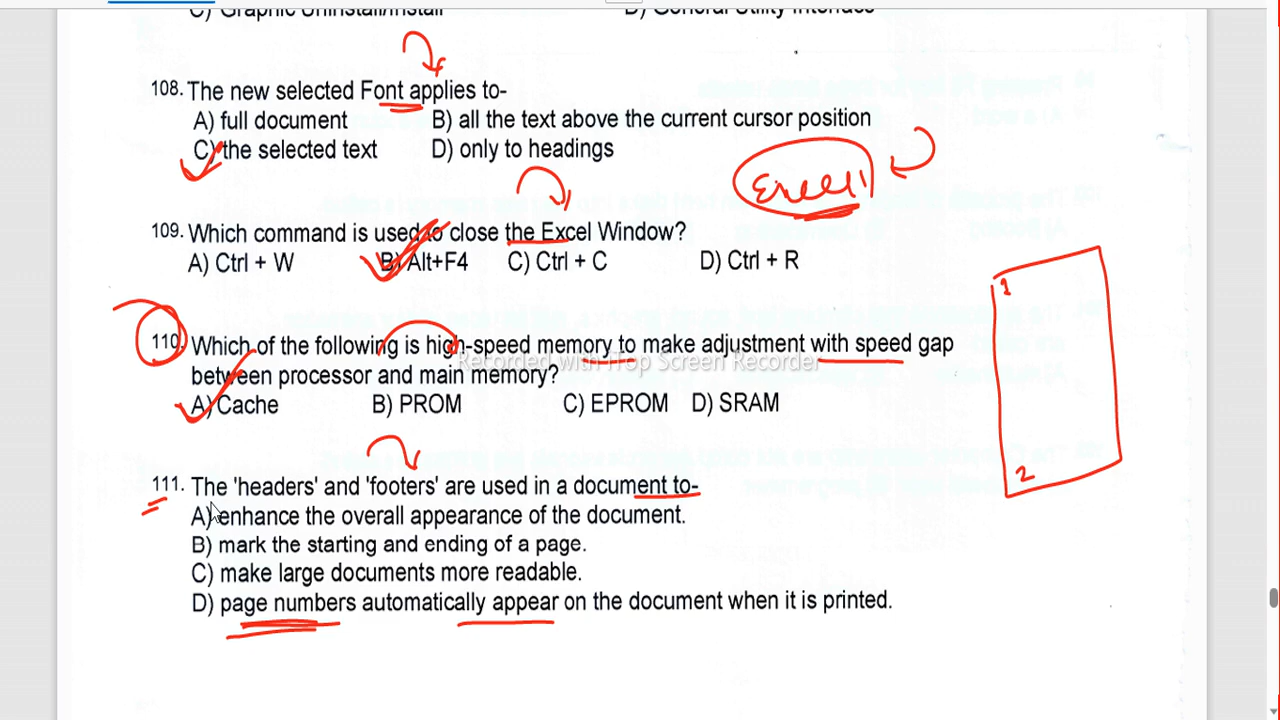 C) Graphic Uninstall/Install D) General Utility Interface
108. The new selected Font applies to-
A) full document B) all the text above the current cursor position
C) the selected text D) only to headings
Excel
109. Which command is used to close the Excel Window?
A) Ctrl + W B) Alt+F4 C) Ctrl + C D) Ctrl + R
1
110. Which of the following is high-speed memory to make adjustment with speed gap
Recorded with iTop Screen Recorder
between processor and main memory?
A) Cache B) PROM C) EPROM D) SRAM
2
111. The 'headers' and 'footers' are used in a document to-
A) enhance the overall appearance of the document.
B) mark the starting and ending of a page.
C) make large documents more readable.
D) page numbers automatically appear on the document when it is printed.